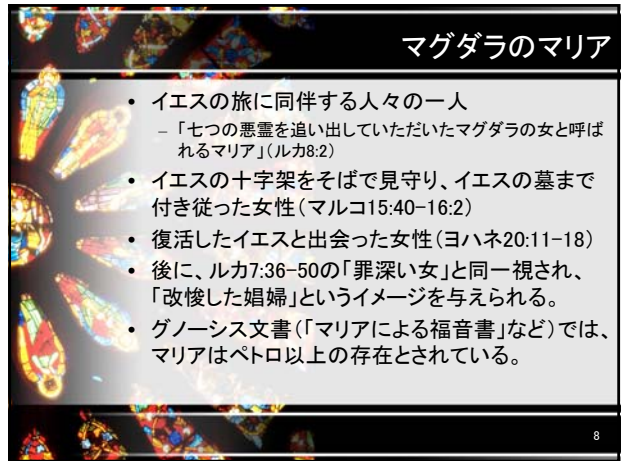 マグダラのマリア
• イエスの旅に同伴する人々の一人
– 「七つの悪霊を追い出していただいたマグダラの女と呼ば
れるマリア」(ルカ8:2)
• イエスの十字架をそばで見守り、イエスの墓まで
付き従った女性(マルコ15:40-16:2)
• 復活したイエスと出会った女性(ヨハネ20:11-18)
• 後に、ルカ7:36-50の「罪深い女」と同一視され、
「改悛した娼婦」というイメージを与えられる。
• グノーシス文書(「マリアによる福音書」など)では、
マリアはペトロ以上の存在とされている。
8